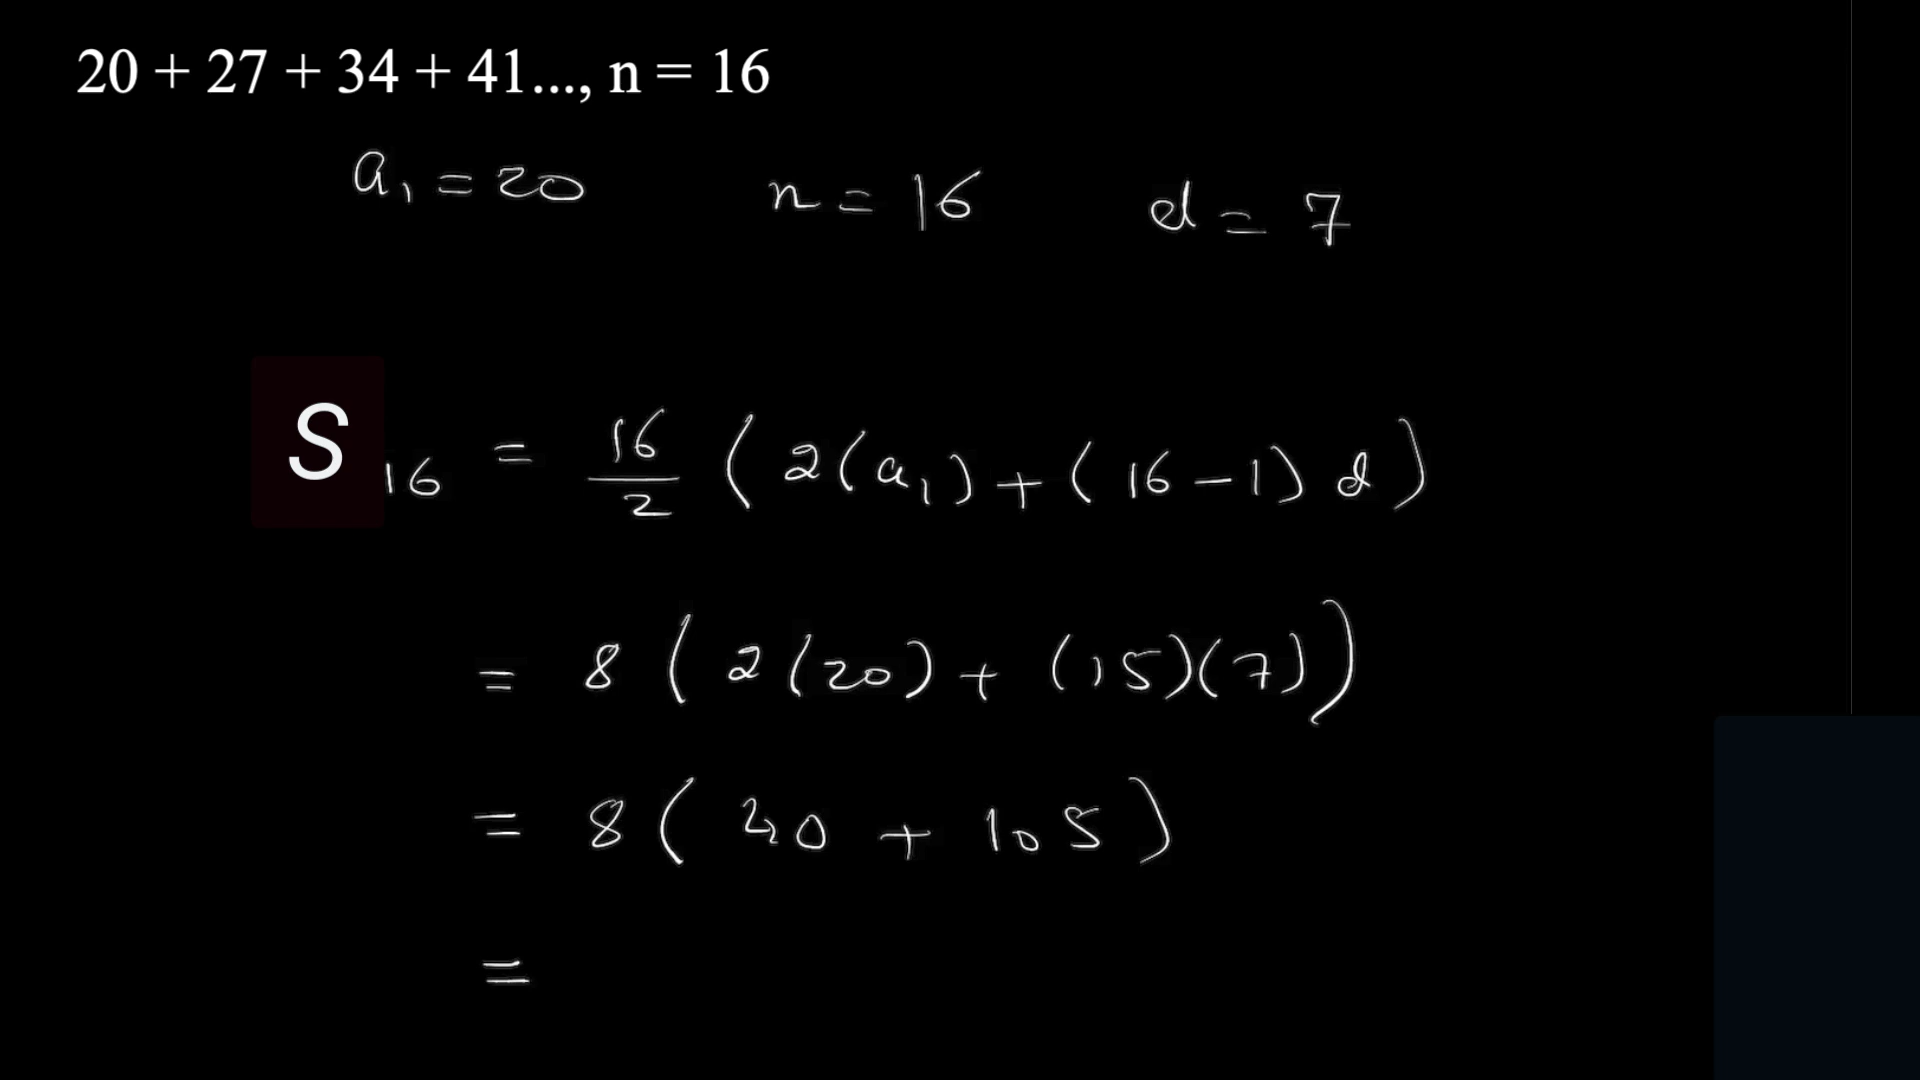 20 + 27 + 34 + 41..., n = 16
a₁ = 20 n = 16 d = 7
S₁₆ = 16/2 ( 2(a₁) + (16 - 1) d )
= 8 ( 2(20) + (15)(7) )
= 8 ( 40 + 105 )
=